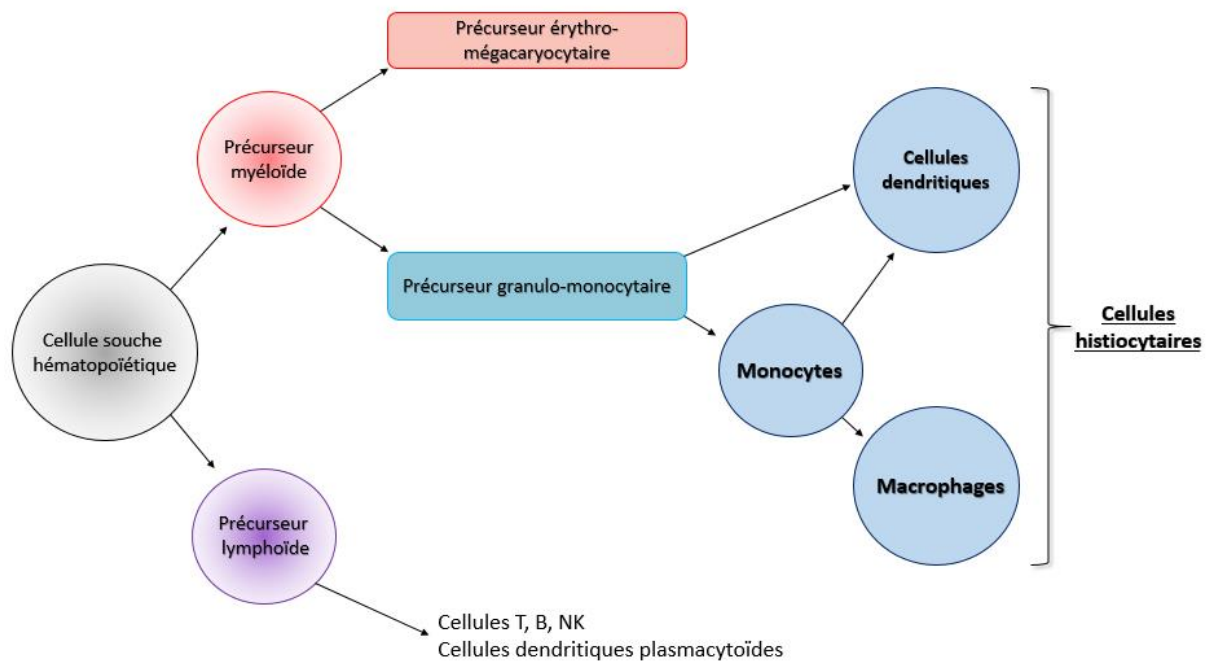 Précurseur érythro-
mégacaryocytaire
Précurseur
myéloïde
Cellules
dendritiques
Précurseur granulo-monocytaire
Cellule souche
hématopoïétique
Monocytes
Cellules
histiocytaires
Macrophages
Précurseur
lymphoïde
Cellules T, B, NK
Cellules dendritiques plasmacytoïdes